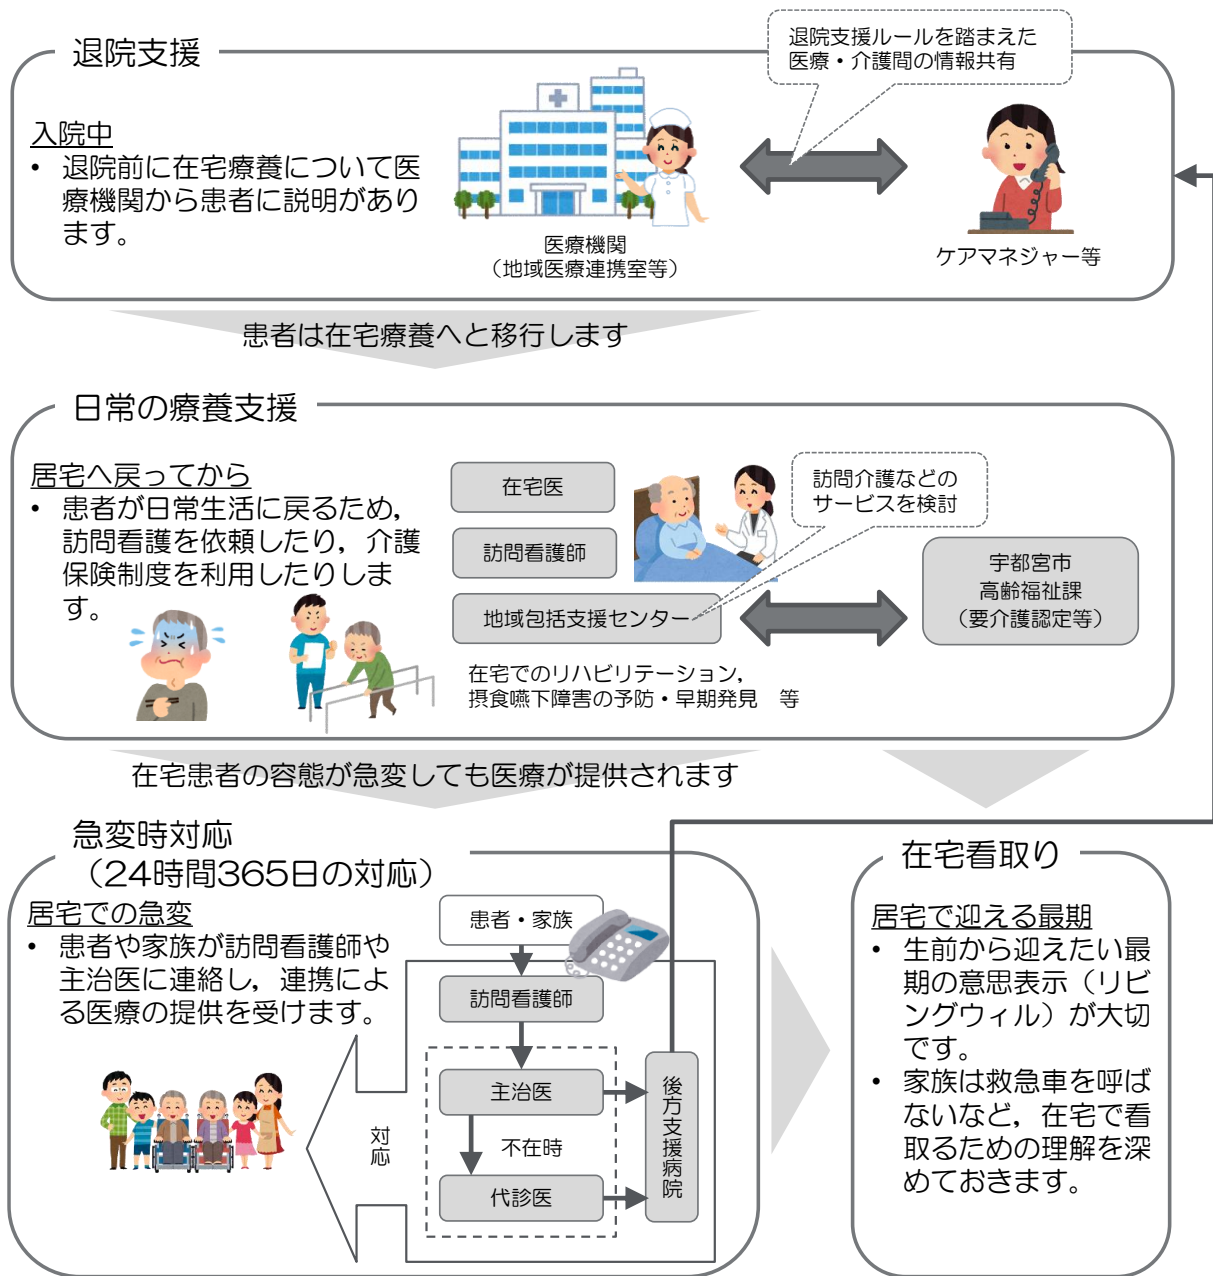 退院支援
退院支援ルールを踏まえた
医療・介護間の情報共有
入院中
• 退院前に在宅療養について医
療機関から患者に説明があり
ます。
医療機関
（地域医療連携室等）
ケアマネジャー等
患者は在宅療養へと移行します
日常の療養支援
居宅へ戻ってから
• 患者が日常生活に戻るため，
訪問看護を依頼したり，介護
保険制度を利用したりしま
す。
在宅医
訪問看護師
地域包括支援センター
訪問介護などの
サービスを検討
宇都宮市
高齢福祉課
（要介護認定等）
在宅でのリハビリテーション，
摂食嚥下障害の予防・早期発見　等
在宅患者の容態が急変しても医療が提供されます
急変時対応
（24時間365日の対応）
居宅での急変
• 患者や家族が訪問看護師や
主治医に連絡し，連携によ
る医療の提供を受けます。
患者・家族
訪問看護師
主治医
不在時
代診医
後方支援病院
対応
在宅看取り
居宅で迎える最期
• 生前から迎えたい最
期の意思表示（リビ
ングウィル）が大切
です。
• 家族は救急車を呼ば
ないなど，在宅で看
取るための理解を深
めておきます。